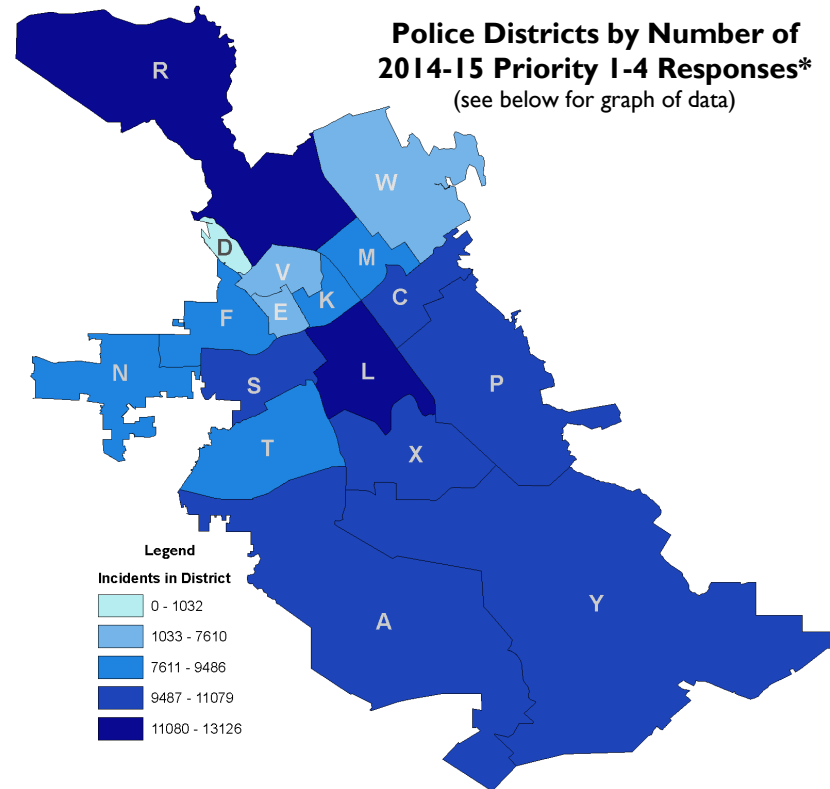 Police Districts by Number of
2014-15 Priority 1-4 Responses*
(see below for graph of data)
R
W
D
M
V
C
K
E
F
L
N
P
S
T
X
Legend
Incidents in District
0 - 1032
Y
A
1033 - 7610
7611 - 9486
9487 - 11079
11080 - 13126